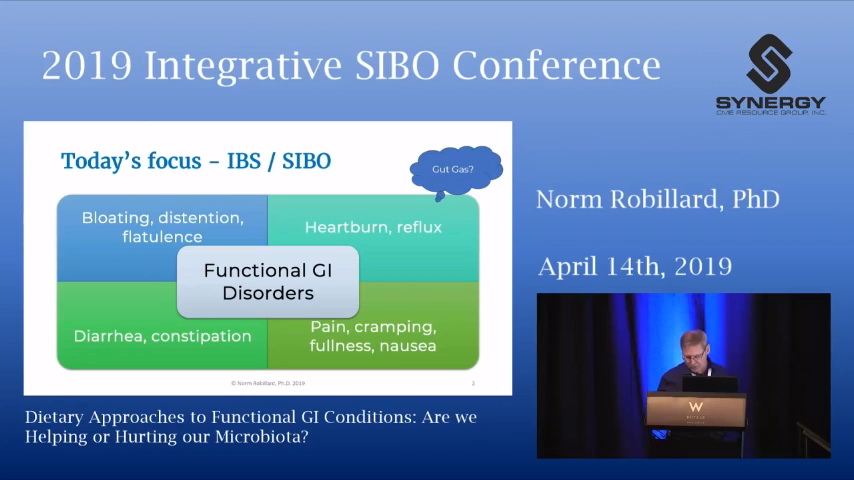 2019 Integrative SIBO Conference
SYNERGY
CME RESOURCE GROUP, INC.
Today's focus – IBS / SIBO
Gut Gas?
Bloating, distention,
flatulence
Heartburn, reflux
Functional GI
Disorders
Diarrhea, constipation
Pain, cramping,
fullness, nausea
© Norm Robillard, Ph.D. 2019
2
Norm Robillard, PhD
April 14th, 2019
W
Dietary Approaches to Functional GI Conditions: Are we
Helping or Hurting our Microbiota?